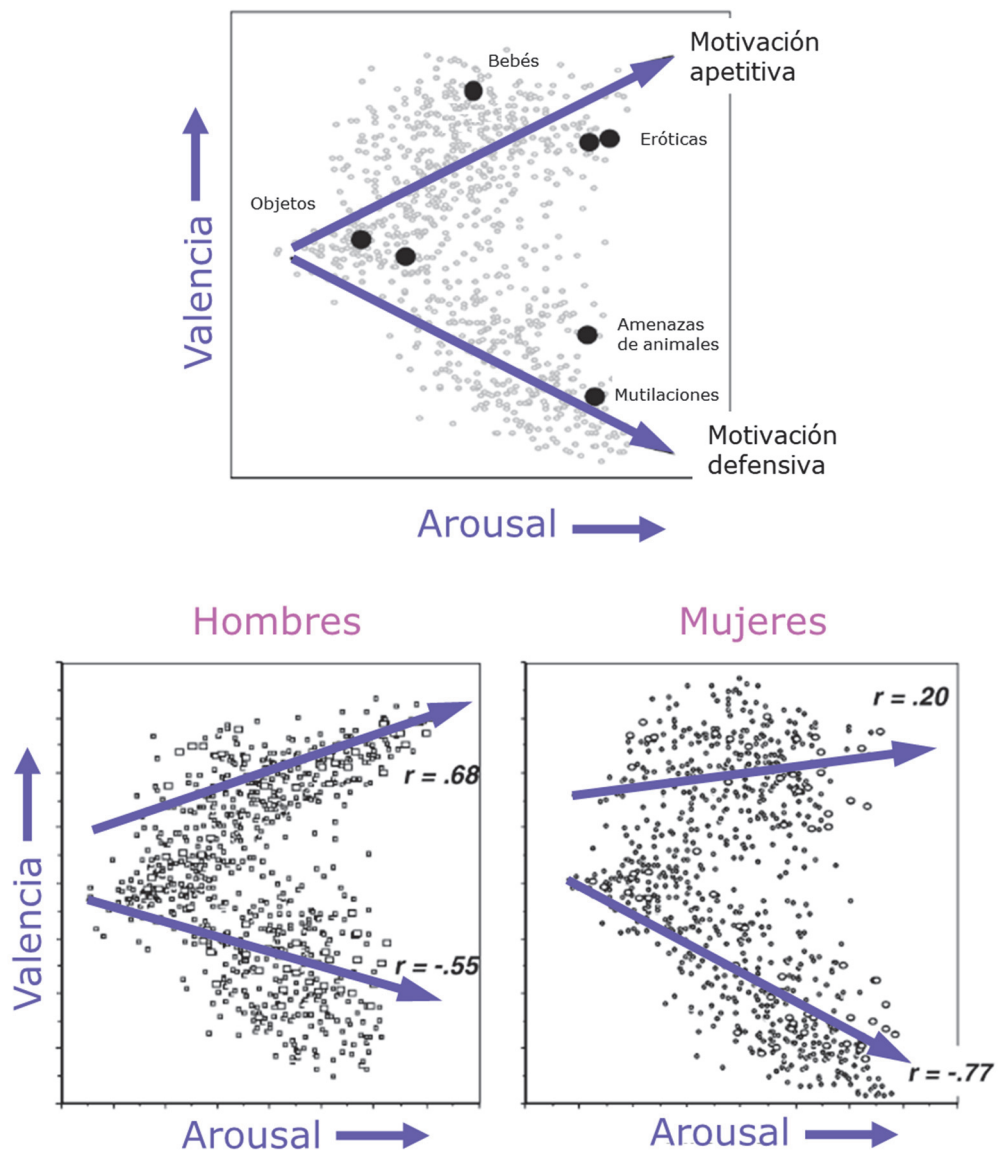 Motivación
apetitiva
Bebés
Eróticas
Objetos
Valencia
Amenazas
de animales
Mutilaciones
Motivación
defensiva
Arousal
Hombres
Mujeres
r = .68
r = .20
Valencia
r = -.55
r = -.77
Arousal
Arousal